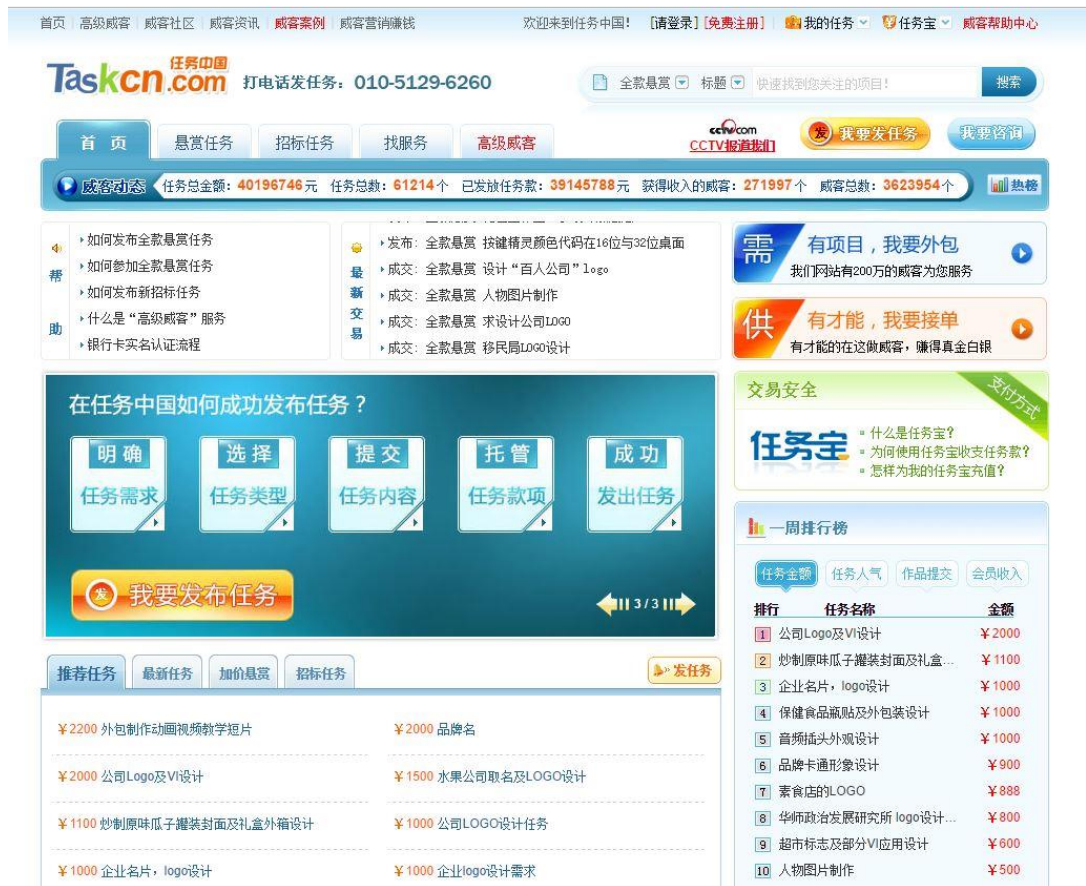 首页 高级威客 威客社区 威客资讯 威客案例 威客营销赚钱 欢迎来到任务中国! [请登录] [免费注册] 我的任务 任务宝 威客帮助中心
Taskcn.com 任务中国 打电话发任务:010-5129-6260 全款悬赏 标题 快速找到您关注的项目! 搜索
首 页 悬赏任务 招标任务 找服务 高级威客 cctv.com CCTV报道我们 发 我要发任务 我要咨询
威客动态 任务总金额:40196746元 任务总数:61214个 已发放任务款:39145788元 获得收入的威客:271997个 威客总数:3623954个 热榜
帮助
如何发布全款悬赏任务
如何参加全款悬赏任务
如何发布新招标任务
什么是“高级威客”服务
银行卡实名认证流程
最新交易
发布: 全款悬赏 按键精灵颜色代码在16位与32位桌面
成交: 全款悬赏 设计“百人公司”logo
成交: 全款悬赏 人物图片制作
成交: 全款悬赏 求设计公司LOGO
成交: 全款悬赏 移民局LOGO设计
需 有项目,我要外包
我们网站有200万的威客为您服务
供 有才能,我要接单
有才能的在这做威客,赚得真金白银
在任务中国如何成功发布任务?
明确 选择 提交 托管 成功
任务需求 任务类型 任务内容 任务款项 发出任务
发 我要发布任务
3/3
交易安全 支付方式
任务宝
什么是任务宝?
为何使用任务宝收支任务款?
怎样为我的任务宝充值?
一周排行榜
任务金额 任务人气 作品提交 会员收入
排行 任务名称 金额
1 公司Logo及VI设计 ¥2000
2 炒制原味瓜子罐装封面及礼盒... ¥1100
3 企业名片,logo设计 ¥1000
4 保健食品瓶贴及外包装设计 ¥1000
5 音频插头外观设计 ¥1000
6 品牌卡通形象设计 ¥900
7 素食店的LOGO ¥888
8 华师政治发展研究所 logo设计... ¥800
9 超市标志及部分VI应用设计 ¥600
10 人物图片制作 ¥500
推荐任务 最新任务 加价悬赏 招标任务 发任务
¥2200 外包制作动画视频教学短片 ¥2000 品牌名
¥2000 公司Logo及VI设计 ¥1500 水果公司取名及LOGO设计
¥1100 炒制原味瓜子罐装封面及礼盒外箱设计 ¥1000 公司LOGO设计任务
¥1000 企业名片,logo设计 ¥1000 企业logo设计需求